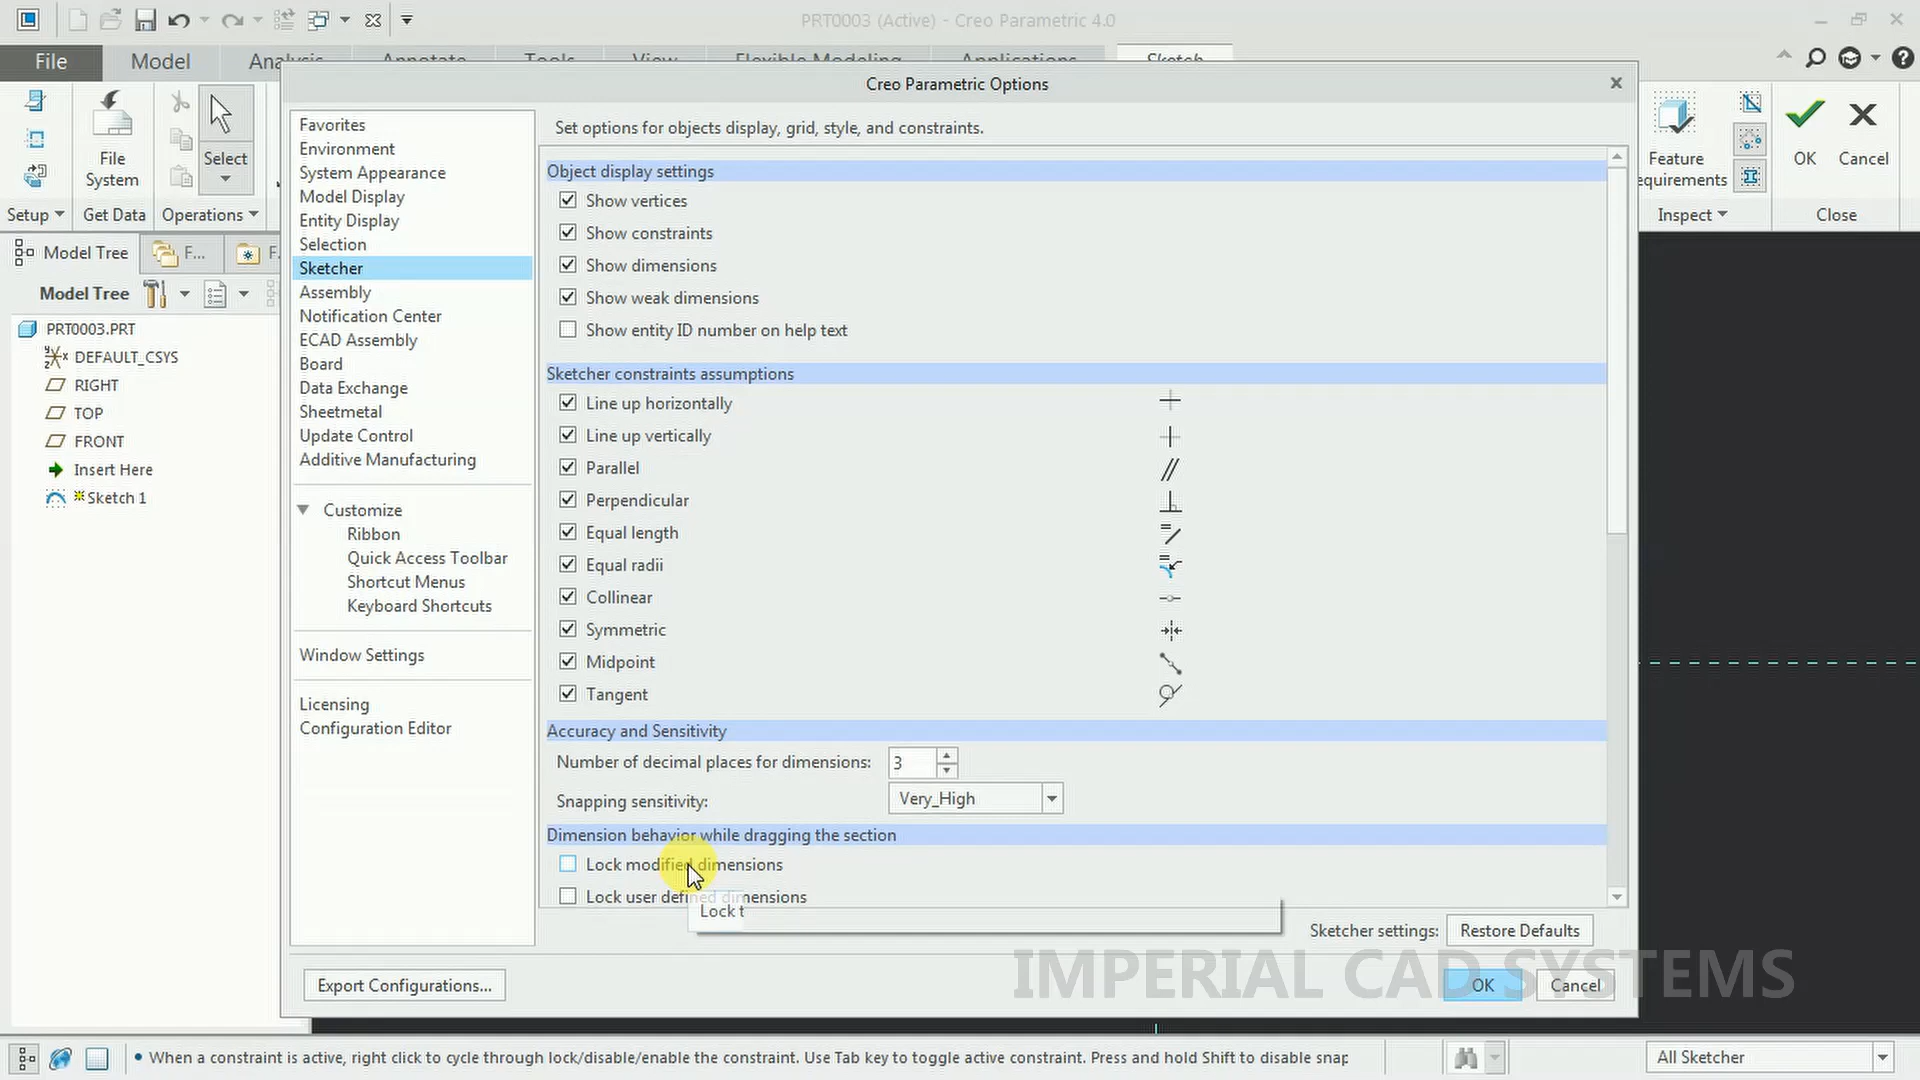 PRT0003 (Active) - Creo Parametric 4.0
File
Model
Analysis
Annotate
Tools
View
Flexible Modeling
Applications
Sketch
File
System
Select
Setup
Get Data
Operations
Feature
equirements
OK
Cancel
Inspect
Close
Model Tree
F...
F
Model Tree
PRT0003.PRT
DEFAULT_CSYS
RIGHT
TOP
FRONT
Insert Here
Sketch 1
Creo Parametric Options
Favorites
Environment
System Appearance
Model Display
Entity Display
Selection
Sketcher
Assembly
Notification Center
ECAD Assembly
Board
Data Exchange
Sheetmetal
Update Control
Additive Manufacturing
Customize
Ribbon
Quick Access Toolbar
Shortcut Menus
Keyboard Shortcuts
Window Settings
Licensing
Configuration Editor
Set options for objects display, grid, style, and constraints.
Object display settings
Show vertices
Show constraints
Show dimensions
Show weak dimensions
Show entity ID number on help text
Sketcher constraints assumptions
Line up horizontally
Line up vertically
Parallel
Perpendicular
Equal length
Equal radii
Collinear
Symmetric
Midpoint
Tangent
Accuracy and Sensitivity
Number of decimal places for dimensions: 3
Snapping sensitivity: Very_High
Dimension behavior while dragging the section
Lock modified dimensions
Lock user defined dimensions
Lock t
Sketcher settings: Restore Defaults
Export Configurations...
OK
Cancel
IMPERIAL CAD SYSTEMS
• When a constraint is active, right click to cycle through lock/disable/enable the constraint. Use Tab key to toggle active constraint. Press and hold Shift to disable snap
All Sketcher